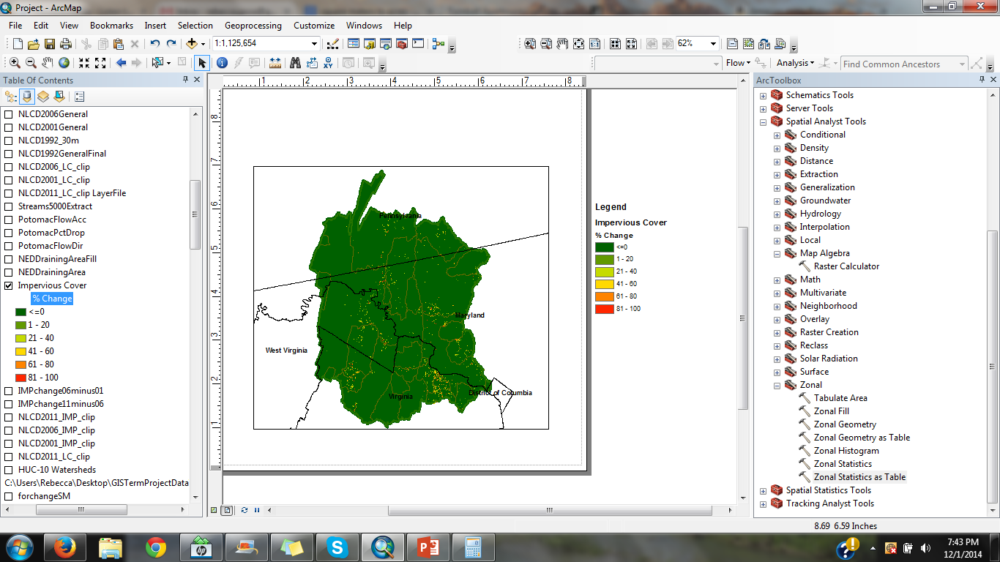 Project - ArcMap
File Edit View Bookmarks Insert Selection Geoprocessing Customize Windows Help
1:1,125,654
62%
Flow
Analysis
Find Common Ancestors
Table Of Contents
NLCD2006General
NLCD2001General
NLCD1992_30m
NLCD1992GeneralFinal
NLCD2006_LC_clip
NLCD2001_LC_clip
NLCD2011_LC_clip LayerFile
Streams5000Extract
PotomacFlowAcc
PotomacPctDrop
PotomacFlowDir
NEDDrainingAreaFill
NEDDrainingArea
Impervious Cover
% Change
<=0
1 - 20
21 - 40
41 - 60
61 - 80
81 - 100
IMPchange06minus01
IMPchange11minus06
NLCD2011_IMP_clip
NLCD2006_IMP_clip
NLCD2001_IMP_clip
NLCD2011_LC_clip
HUC-10 Watersheds
C:\Users\Rebecca\Desktop\GISTermProjectData
forchangeSM
1 2 3 4 5 6 7 8
8
7
6
5
4
3
2
1
Pennsylvania
Maryland
West Virginia
Virginia
District of Columbia
Legend
Impervious Cover
% Change
<=0
1 - 20
21 - 40
41 - 60
61 - 80
81 - 100
ArcToolbox
Schematics Tools
Server Tools
Spatial Analyst Tools
Conditional
Density
Distance
Extraction
Generalization
Groundwater
Hydrology
Interpolation
Local
Map Algebra
Raster Calculator
Math
Multivariate
Neighborhood
Overlay
Raster Creation
Reclass
Solar Radiation
Surface
Zonal
Tabulate Area
Zonal Fill
Zonal Geometry
Zonal Geometry as Table
Zonal Histogram
Zonal Statistics
Zonal Statistics as Table
Spatial Statistics Tools
Tracking Analyst Tools
8.69 6.59 Inches
7:43 PM
12/1/2014